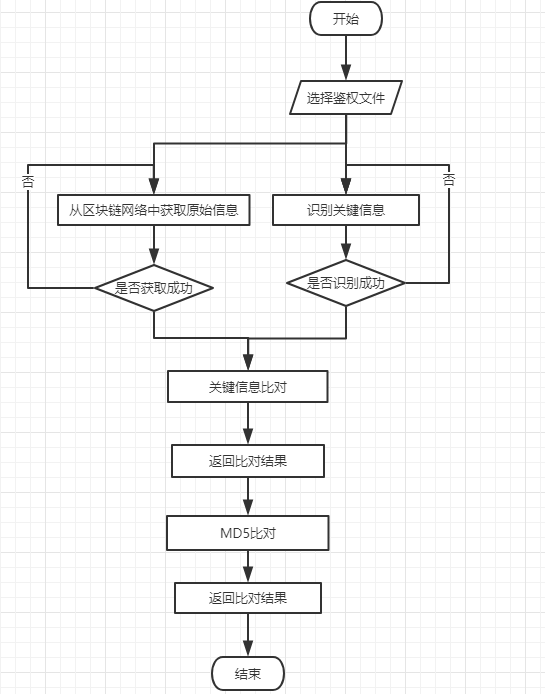 开始
选择鉴权文件
否
否
从区块链网络中获取原始信息
识别关键信息
是否获取成功
是否识别成功
关键信息比对
返回比对结果
MD5比对
返回比对结果
结束